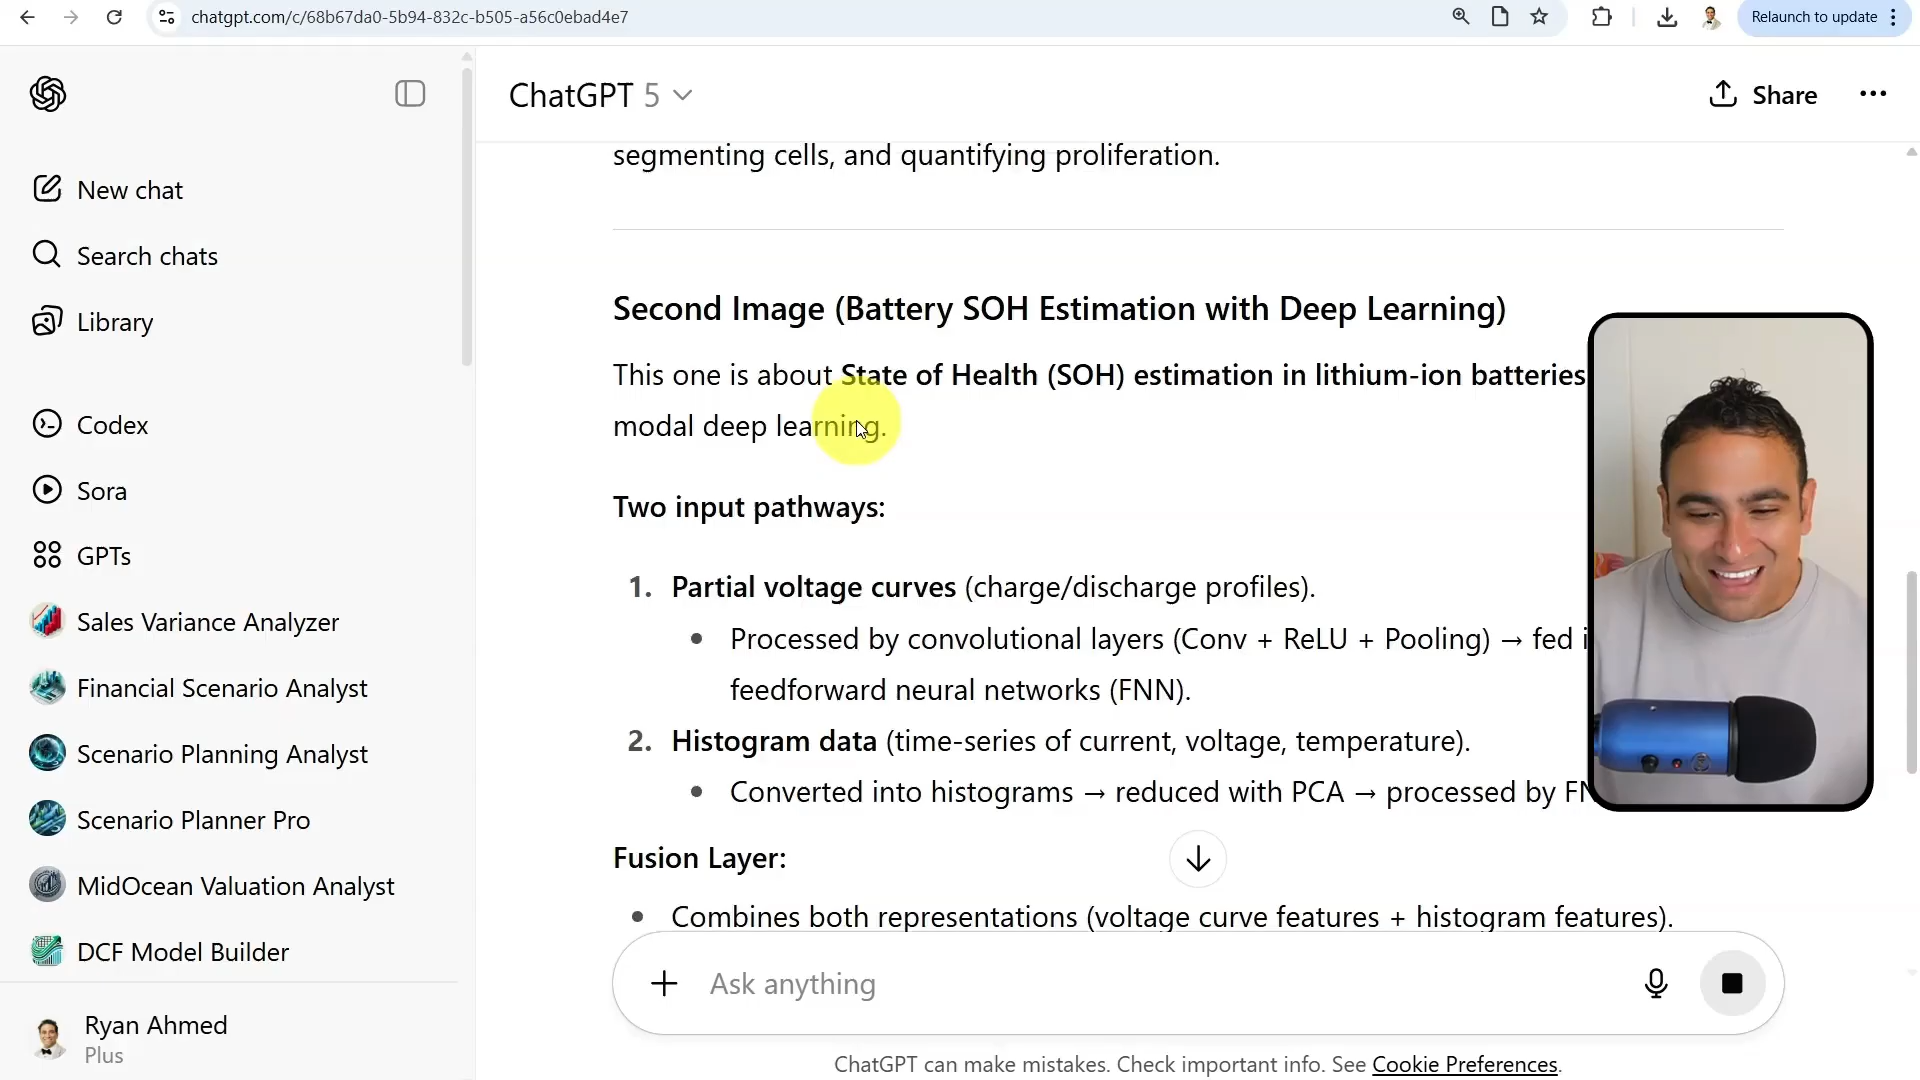 chatgpt.com/c/68b67da0-5b94-832c-b505-a56c0ebad4e7
Relaunch to update
ChatGPT 5
Share
New chat
Search chats
Library
Codex
Sora
GPTs
Sales Variance Analyzer
Financial Scenario Analyst
Scenario Planning Analyst
Scenario Planner Pro
MidOcean Valuation Analyst
DCF Model Builder
Ryan Ahmed
Plus
segmenting cells, and quantifying proliferation.
Second Image (Battery SOH Estimation with Deep Learning)
This one is about State of Health (SOH) estimation in lithium-ion batteries
modal deep learning.
Two input pathways:
1. Partial voltage curves (charge/discharge profiles).
• Processed by convolutional layers (Conv + ReLU + Pooling) → fed
feedforward neural networks (FNN).
2. Histogram data (time-series of current, voltage, temperature).
• Converted into histograms → reduced with PCA → processed by
Fusion Layer:
• Combines both representations (voltage curve features + histogram features).
Ask anything
ChatGPT can make mistakes. Check important info. See Cookie Preferences.